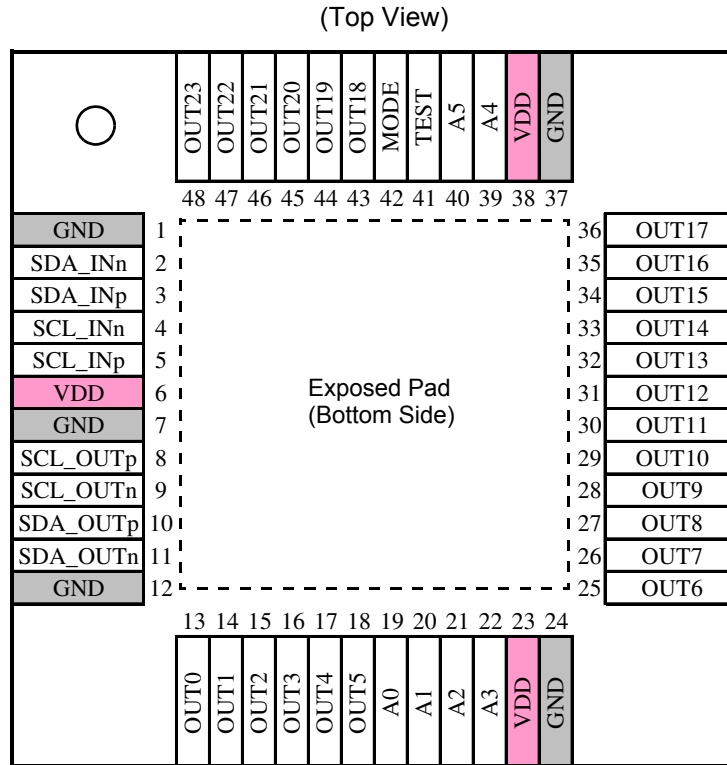 (Top View)
OUT23 OUT22 OUT21 OUT20 OUT19 OUT18 MODE TEST A5 A4 VDD GND
48 47 46 45 44 43 42 41 40 39 38 37
GND 1 36 OUT17
SDA_INn 2 35 OUT16
SDA_INp 3 34 OUT15
SCL_INn 4 33 OUT14
SCL_INp 5 32 OUT13
VDD 6 31 OUT12
GND 7 30 OUT11
SCL_OUTp 8 29 OUT10
SCL_OUTn 9 28 OUT9
SDA_OUTp 10 27 OUT8
SDA_OUTn 11 26 OUT7
GND 12 25 OUT6
Exposed Pad
(Bottom Side)
13 14 15 16 17 18 19 20 21 22 23 24
OUT0 OUT1 OUT2 OUT3 OUT4 OUT5 A0 A1 A2 A3 VDD GND